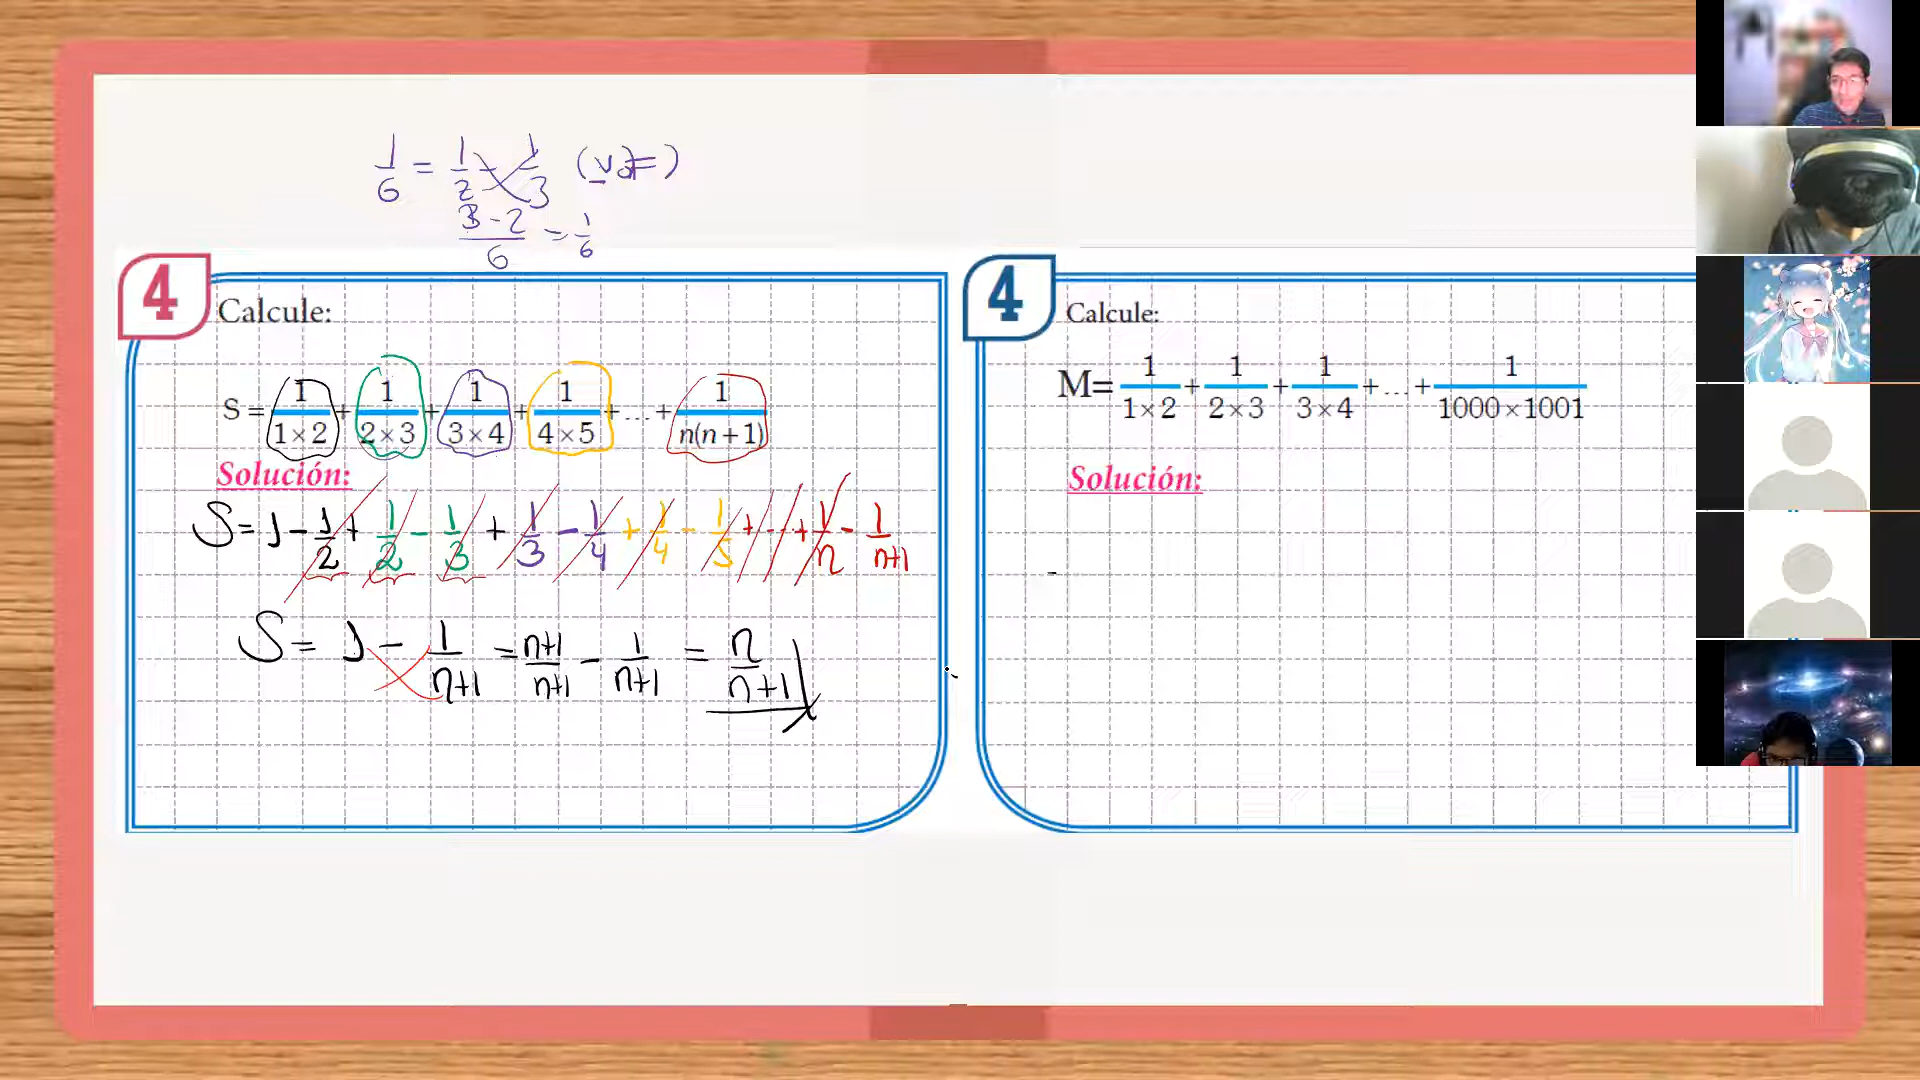 1/6 = 1/2 - 1/3
3-2/6 = 1/6
4
Calcule:
S = 1/1×2 + 1/2×3 + 1/3×4 + 1/4×5 + ... + 1/n(n+1)
Solución:
S = 1 - 1/2 + 1/2 - 1/3 + 1/3 - 1/4 + 1/4 - 1/5 + ... + 1/n - 1/n+1
S = 1 - 1/n+1 = n+1/n+1 - 1/n+1 = n/n+1
4
Calcule:
M= 1/1×2 + 1/2×3 + 1/3×4 + ... + 1/1000×1001
Solución: